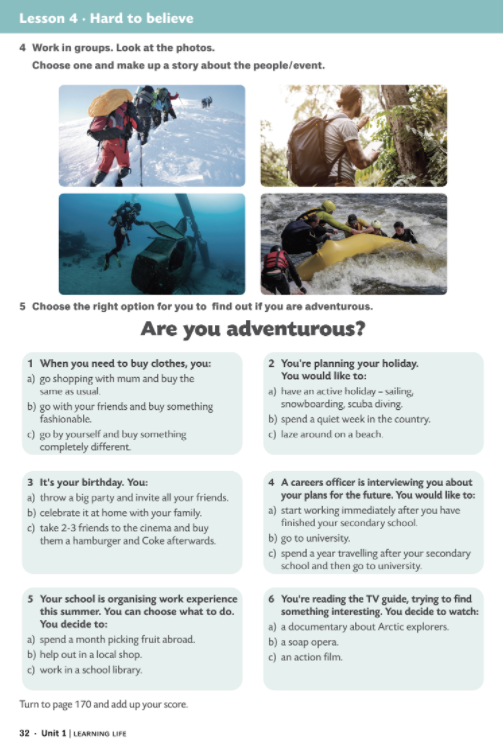 Lesson 4 · Hard to believe
4 Work in groups. Look at the photos.
Choose one and make up a story about the people/event.
5 Choose the right option for you to find out if you are adventurous.
Are you adventurous?
1 When you need to buy clothes, you:
a) go shopping with mum and buy the
same as usual.
b) go with your friends and buy something
fashionable.
c) go by yourself and buy something
completely different.
2 You're planning your holiday.
You would like to:
a) have an active holiday – sailing,
snowboarding, scuba diving.
b) spend a quiet week in the country.
c) laze around on a beach.
3 It's your birthday. You:
a) throw a big party and invite all your friends.
b) celebrate it at home with your family.
c) take 2-3 friends to the cinema and buy
them a hamburger and Coke afterwards.
4 A careers officer is interviewing you about
your plans for the future. You would like to:
a) start working immediately after you have
finished your secondary school.
b) go to university.
c) spend a year travelling after your secondary
school and then go to university.
5 Your school is organising work experience
this summer. You can choose what to do.
You decide to:
a) spend a month picking fruit abroad.
b) help out in a local shop.
c) work in a school library.
6 You're reading the TV guide, trying to find
something interesting. You decide to watch:
a) a documentary about Arctic explorers.
b) a soap opera.
c) an action film.
Turn to page 170 and add up your score.
32 · Unit 1 | LEARNING LIFE